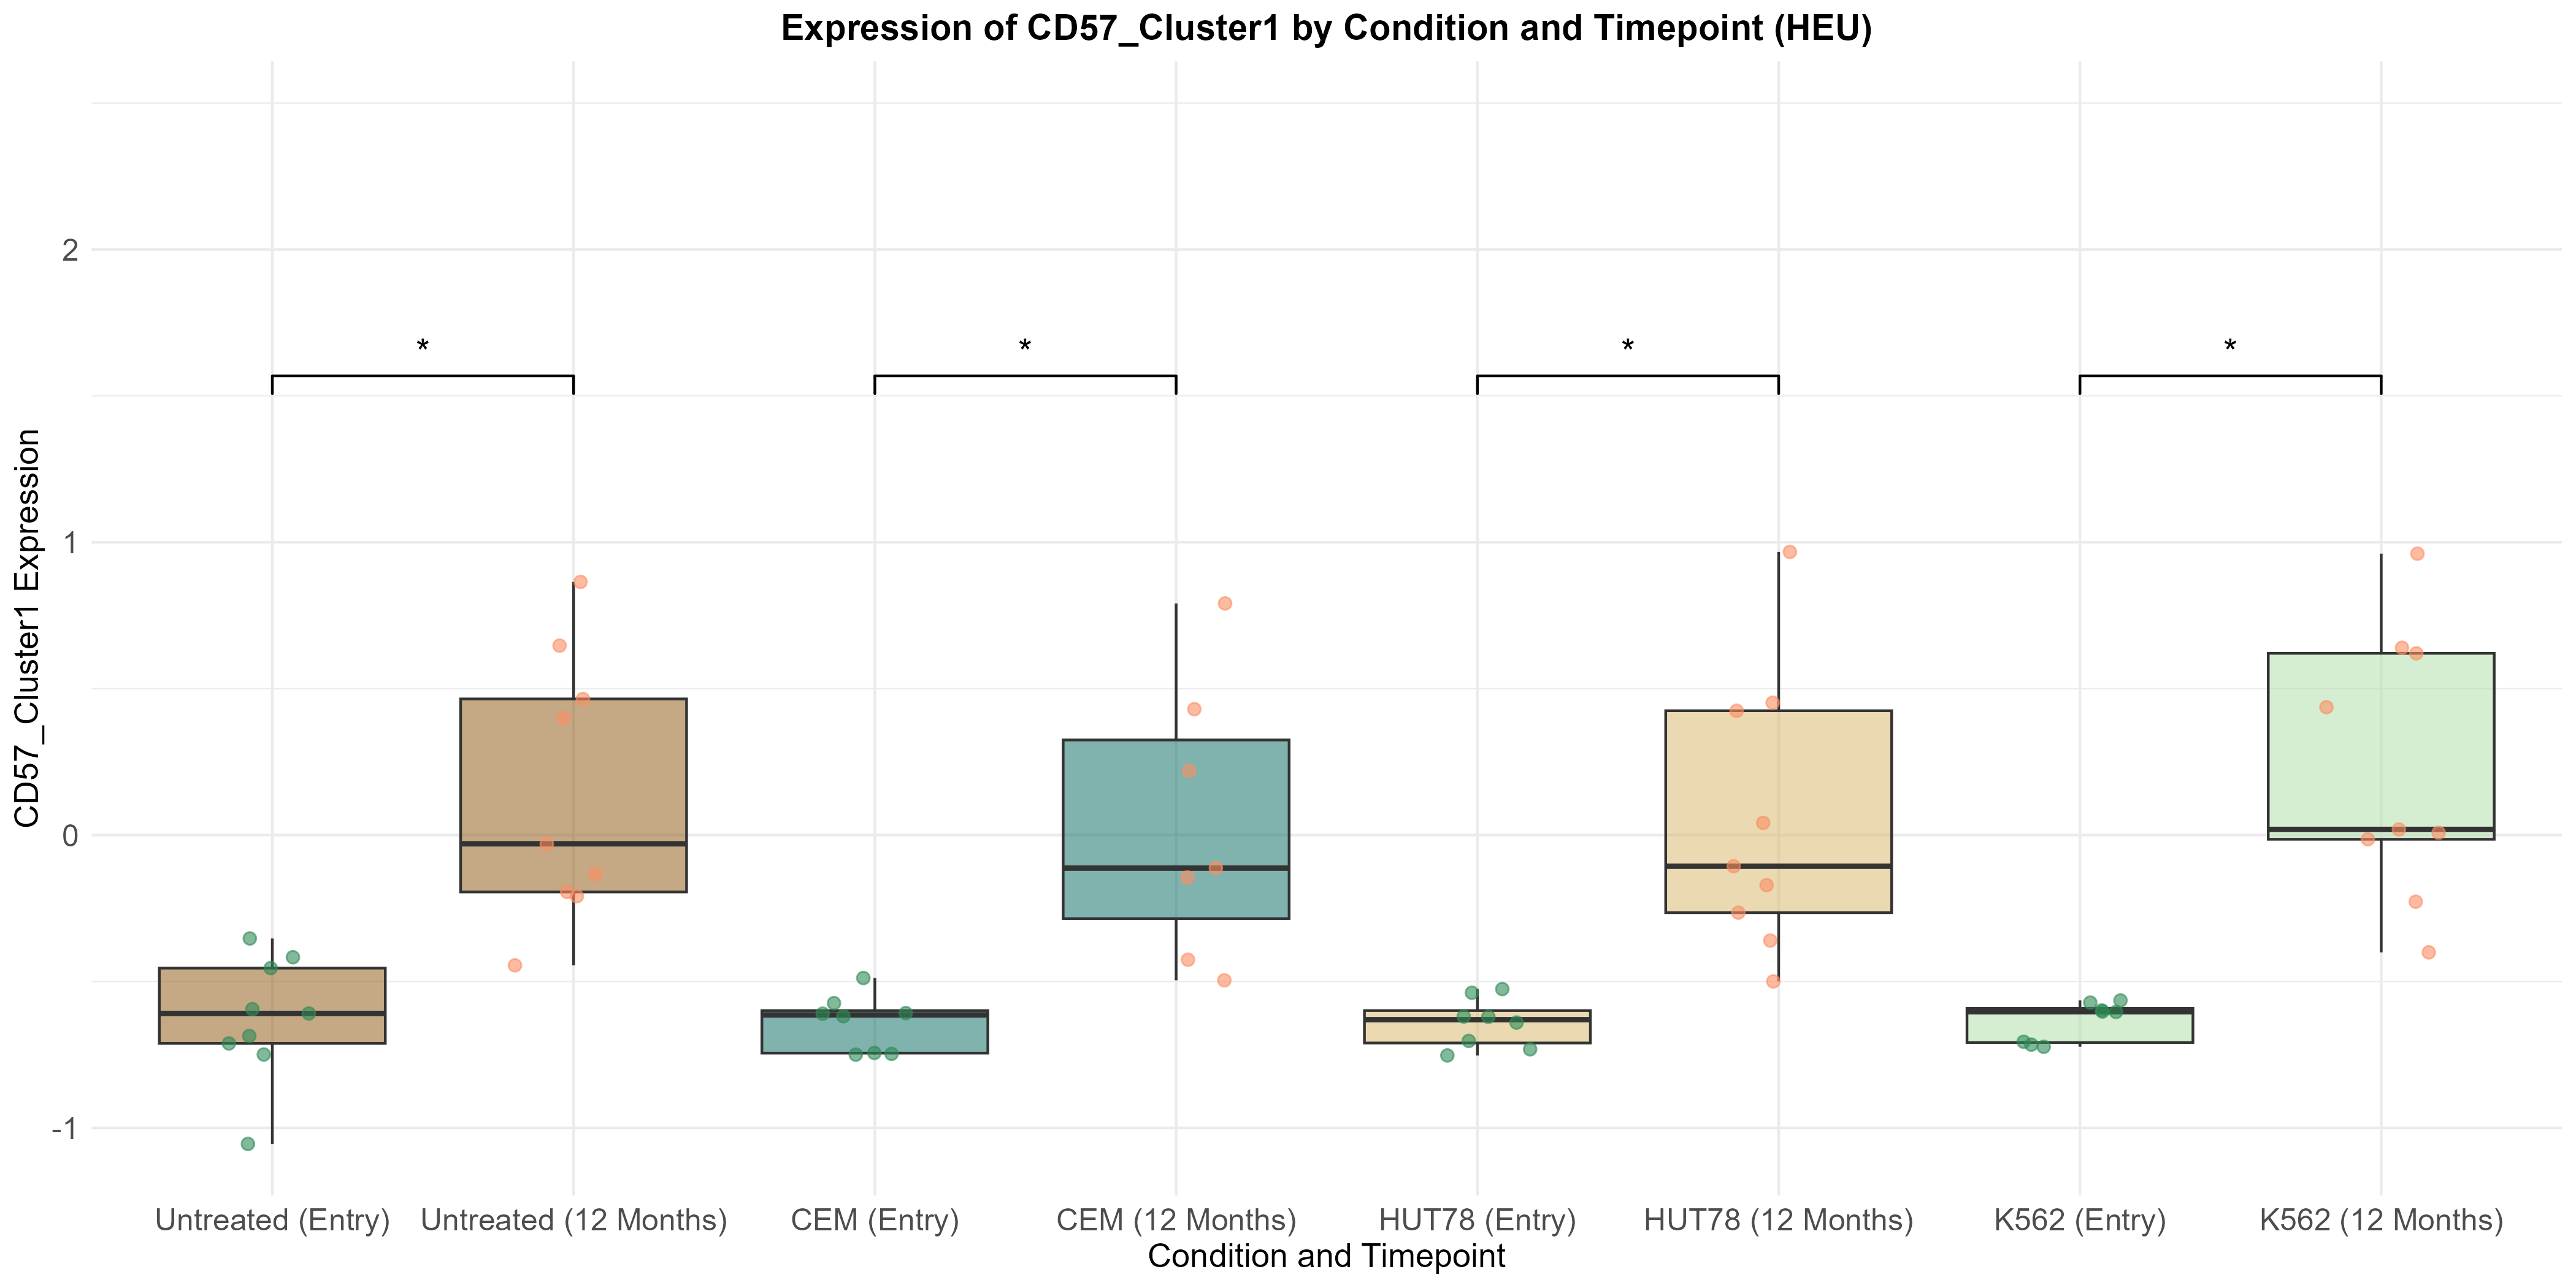 Expression of CD57_Cluster1 by Condition and Timepoint (HEU)
CD57_Cluster1 Expression
2
1
0
-1
*
*
*
*
Untreated (Entry)
Untreated (12 Months)
CEM (Entry)
CEM (12 Months)
HUT78 (Entry)
HUT78 (12 Months)
K562 (Entry)
K562 (12 Months)
Condition and Timepoint